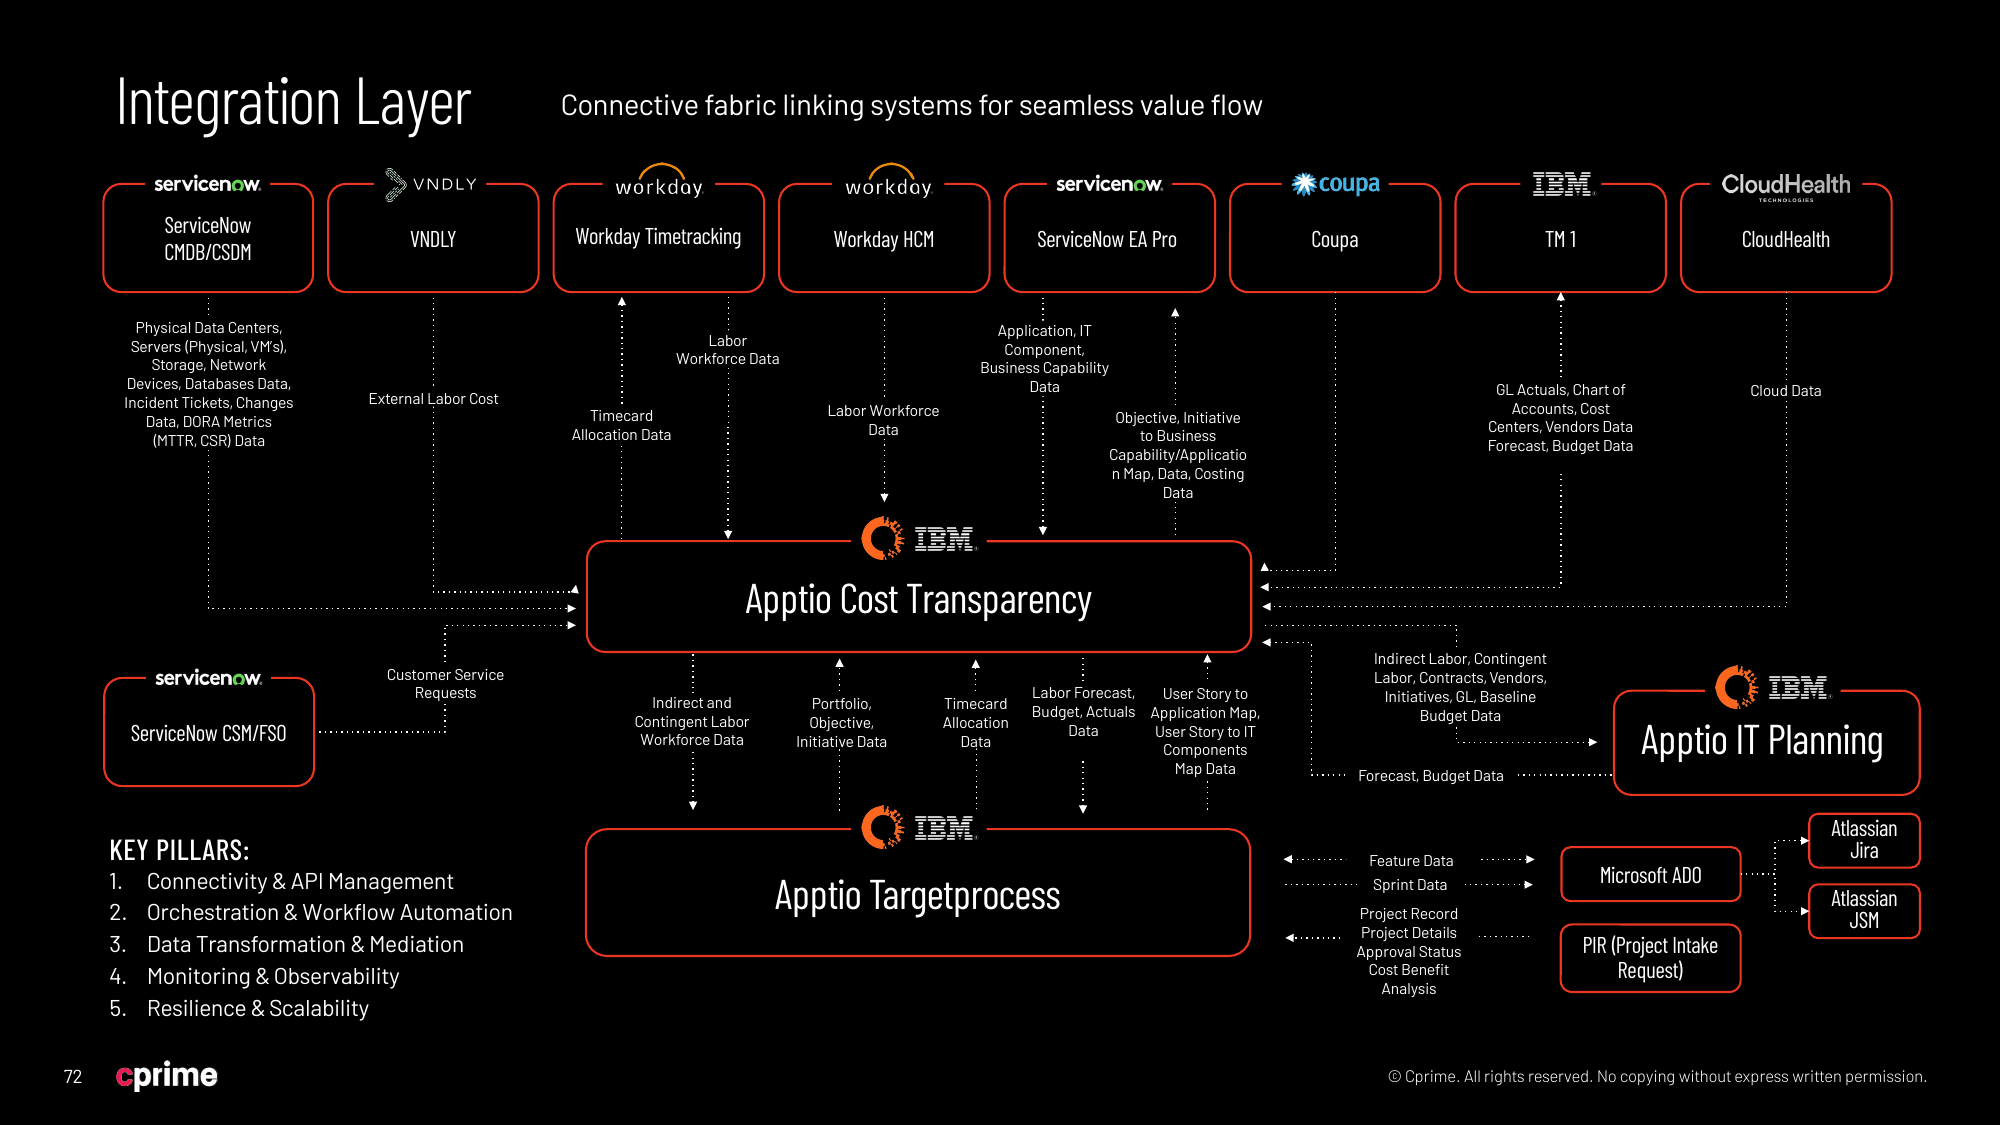 Integration Layer
Connective fabric linking systems for seamless value flow
servicenow
VNDLY
workday
workday
servicenow
coupa
IBM
CloudHealth
TECHNOLOGIES
ServiceNow
CMDB/CSDM
VNDLY
Workday Timetracking
Workday HCM
ServiceNow EA Pro
Coupa
TM 1
CloudHealth
Physical Data Centers,
Servers (Physical, VM's),
Storage, Network
Devices, Databases Data,
Incident Tickets, Changes
Data, DORA Metrics
(MTTR, CSR) Data
External Labor Cost
Timecard
Allocation Data
Labor
Workforce Data
Labor Workforce
Data
Application, IT
Component,
Business Capability
Data
Objective, Initiative
to Business
Capability/Applicatio
n Map, Data, Costing
Data
GL Actuals, Chart of
Accounts, Cost
Centers, Vendors Data
Forecast, Budget Data
Cloud Data
IBM
Apptio Cost Transparency
servicenow
ServiceNow CSM/FSO
Customer Service
Requests
Indirect and
Contingent Labor
Workforce Data
Portfolio,
Objective,
Initiative Data
Timecard
Allocation
Data
Labor Forecast,
Budget, Actuals
Data
User Story to
Application Map,
User Story to IT
Components
Map Data
Indirect Labor, Contingent
Labor, Contracts, Vendors,
Initiatives, GL, Baseline
Budget Data
Forecast, Budget Data
IBM
Apptio IT Planning
IBM
Apptio Targetprocess
Feature Data
Sprint Data
Project Record
Project Details
Approval Status
Cost Benefit
Analysis
Microsoft ADO
PIR (Project Intake
Request)
Atlassian
Jira
Atlassian
JSM
KEY PILLARS:
1. Connectivity & API Management
2. Orchestration & Workflow Automation
3. Data Transformation & Mediation
4. Monitoring & Observability
5. Resilience & Scalability
72
cprime
© Cprime. All rights reserved. No copying without express written permission.